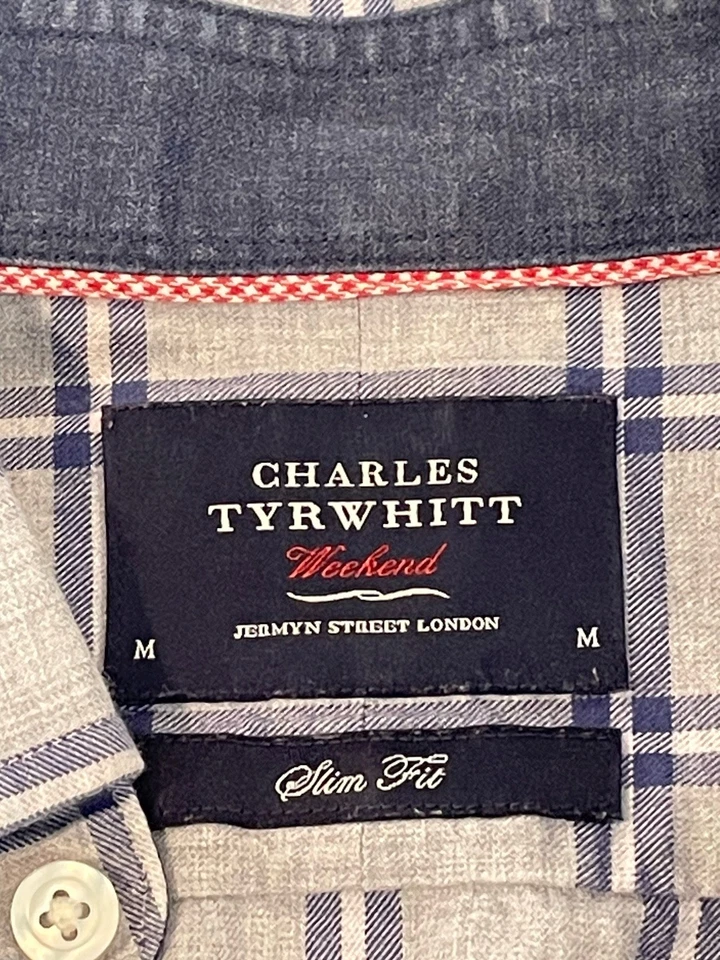 CHARLES
TYRWHITT
Weekend
JERMYN STREET LONDON
M M
Slim Fit